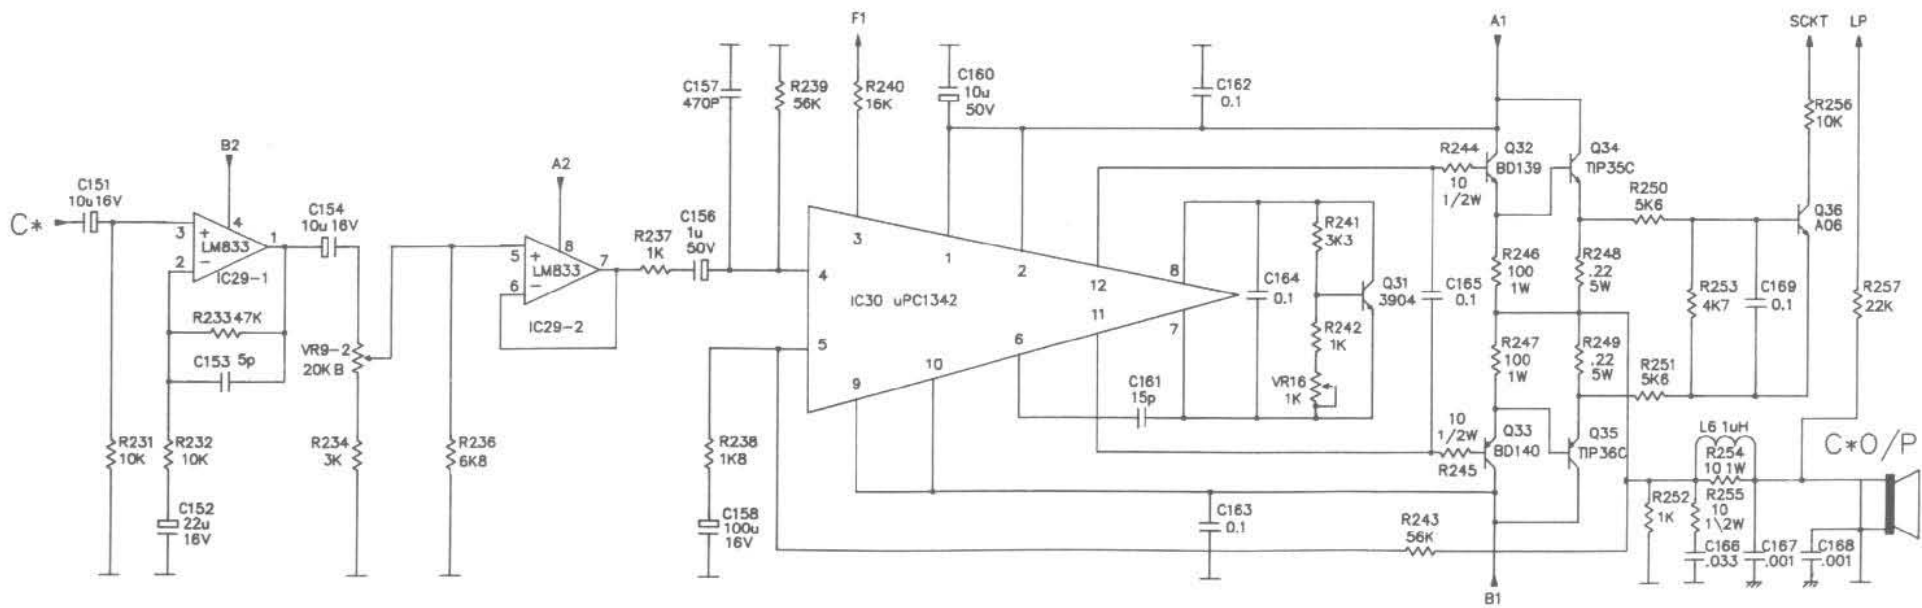 F1
A1
SCKT
LP
C157
470P
R239
56K
R240
16K
C160
10u
50V
C162
0.1
R256
10K
B2
A2
R244
10
1/2W
Q32
BD139
Q34
TIP35C
C151
10u 16V
C*
4
3
+
LM833
1
2
−
IC29-1
C154
10u 16V
5
+
8
LM833
7
6
−
IC29-2
R237
1K
C156
1u
50V
3
1
2
12
8
4
IC30 uPC1342
5
11
7
6
10
9
R241
3K3
C164
0.1
Q31
3904
R242
1K
VR16
1K
C165
0.1
R246
100
1W
R248
.22
5W
R250
5K6
Q36
A06
R253
4K7
C169
0.1
R257
22K
R233 47K
C153 5p
VR9-2
20K B
R247
100
1W
R249
.22
5W
R251
5K6
C161
15p
R231
10K
R232
10K
R234
3K
R236
6K8
R238
1K8
10
1/2W
R245
Q33
BD140
Q35
TIP36C
L6 1uH
R254
10 1W
C*O/P
R252
1K
R255
10
1\2W
C152
22u
16V
C158
100u
16V
C163
0.1
R243
56K
C166
.033
C167
.001
C168
.001
B1